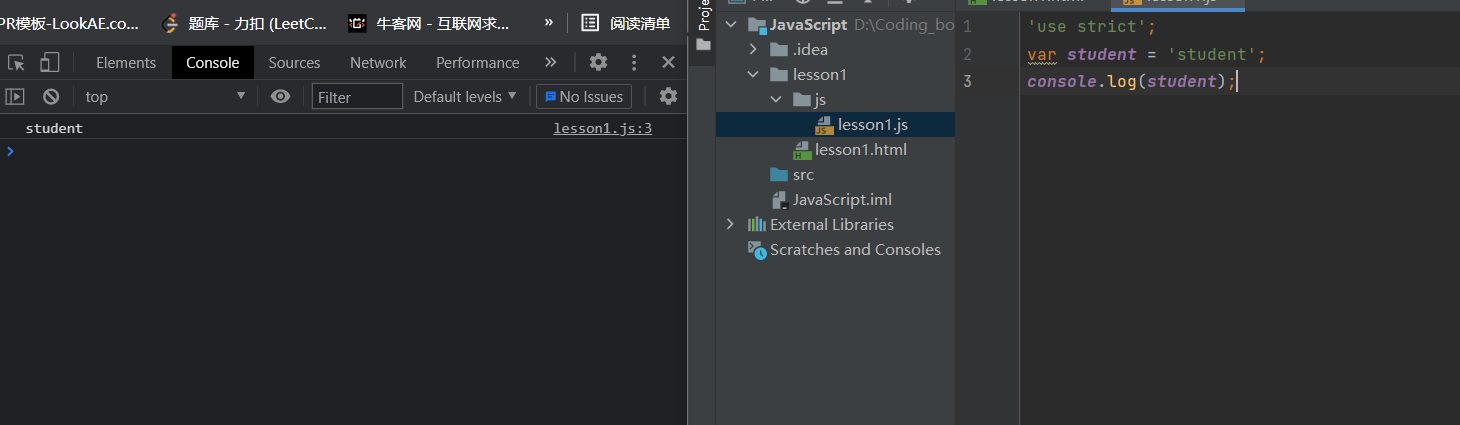 PR模板-LookAE.co...
题库 - 力扣 (LeetC...
牛客网 - 互联网求...
»
阅读清单
Elements
Console
Sources
Network
Performance
»
top
Filter
Default levels
No Issues
student
lesson1.js:3
>
Proje
JavaScript D:\Coding_bo
.idea
lesson1
js
lesson1.js
lesson1.html
src
JavaScript.iml
External Libraries
Scratches and Consoles
1 'use strict';
2 var student = 'student';
3 console.log(student);